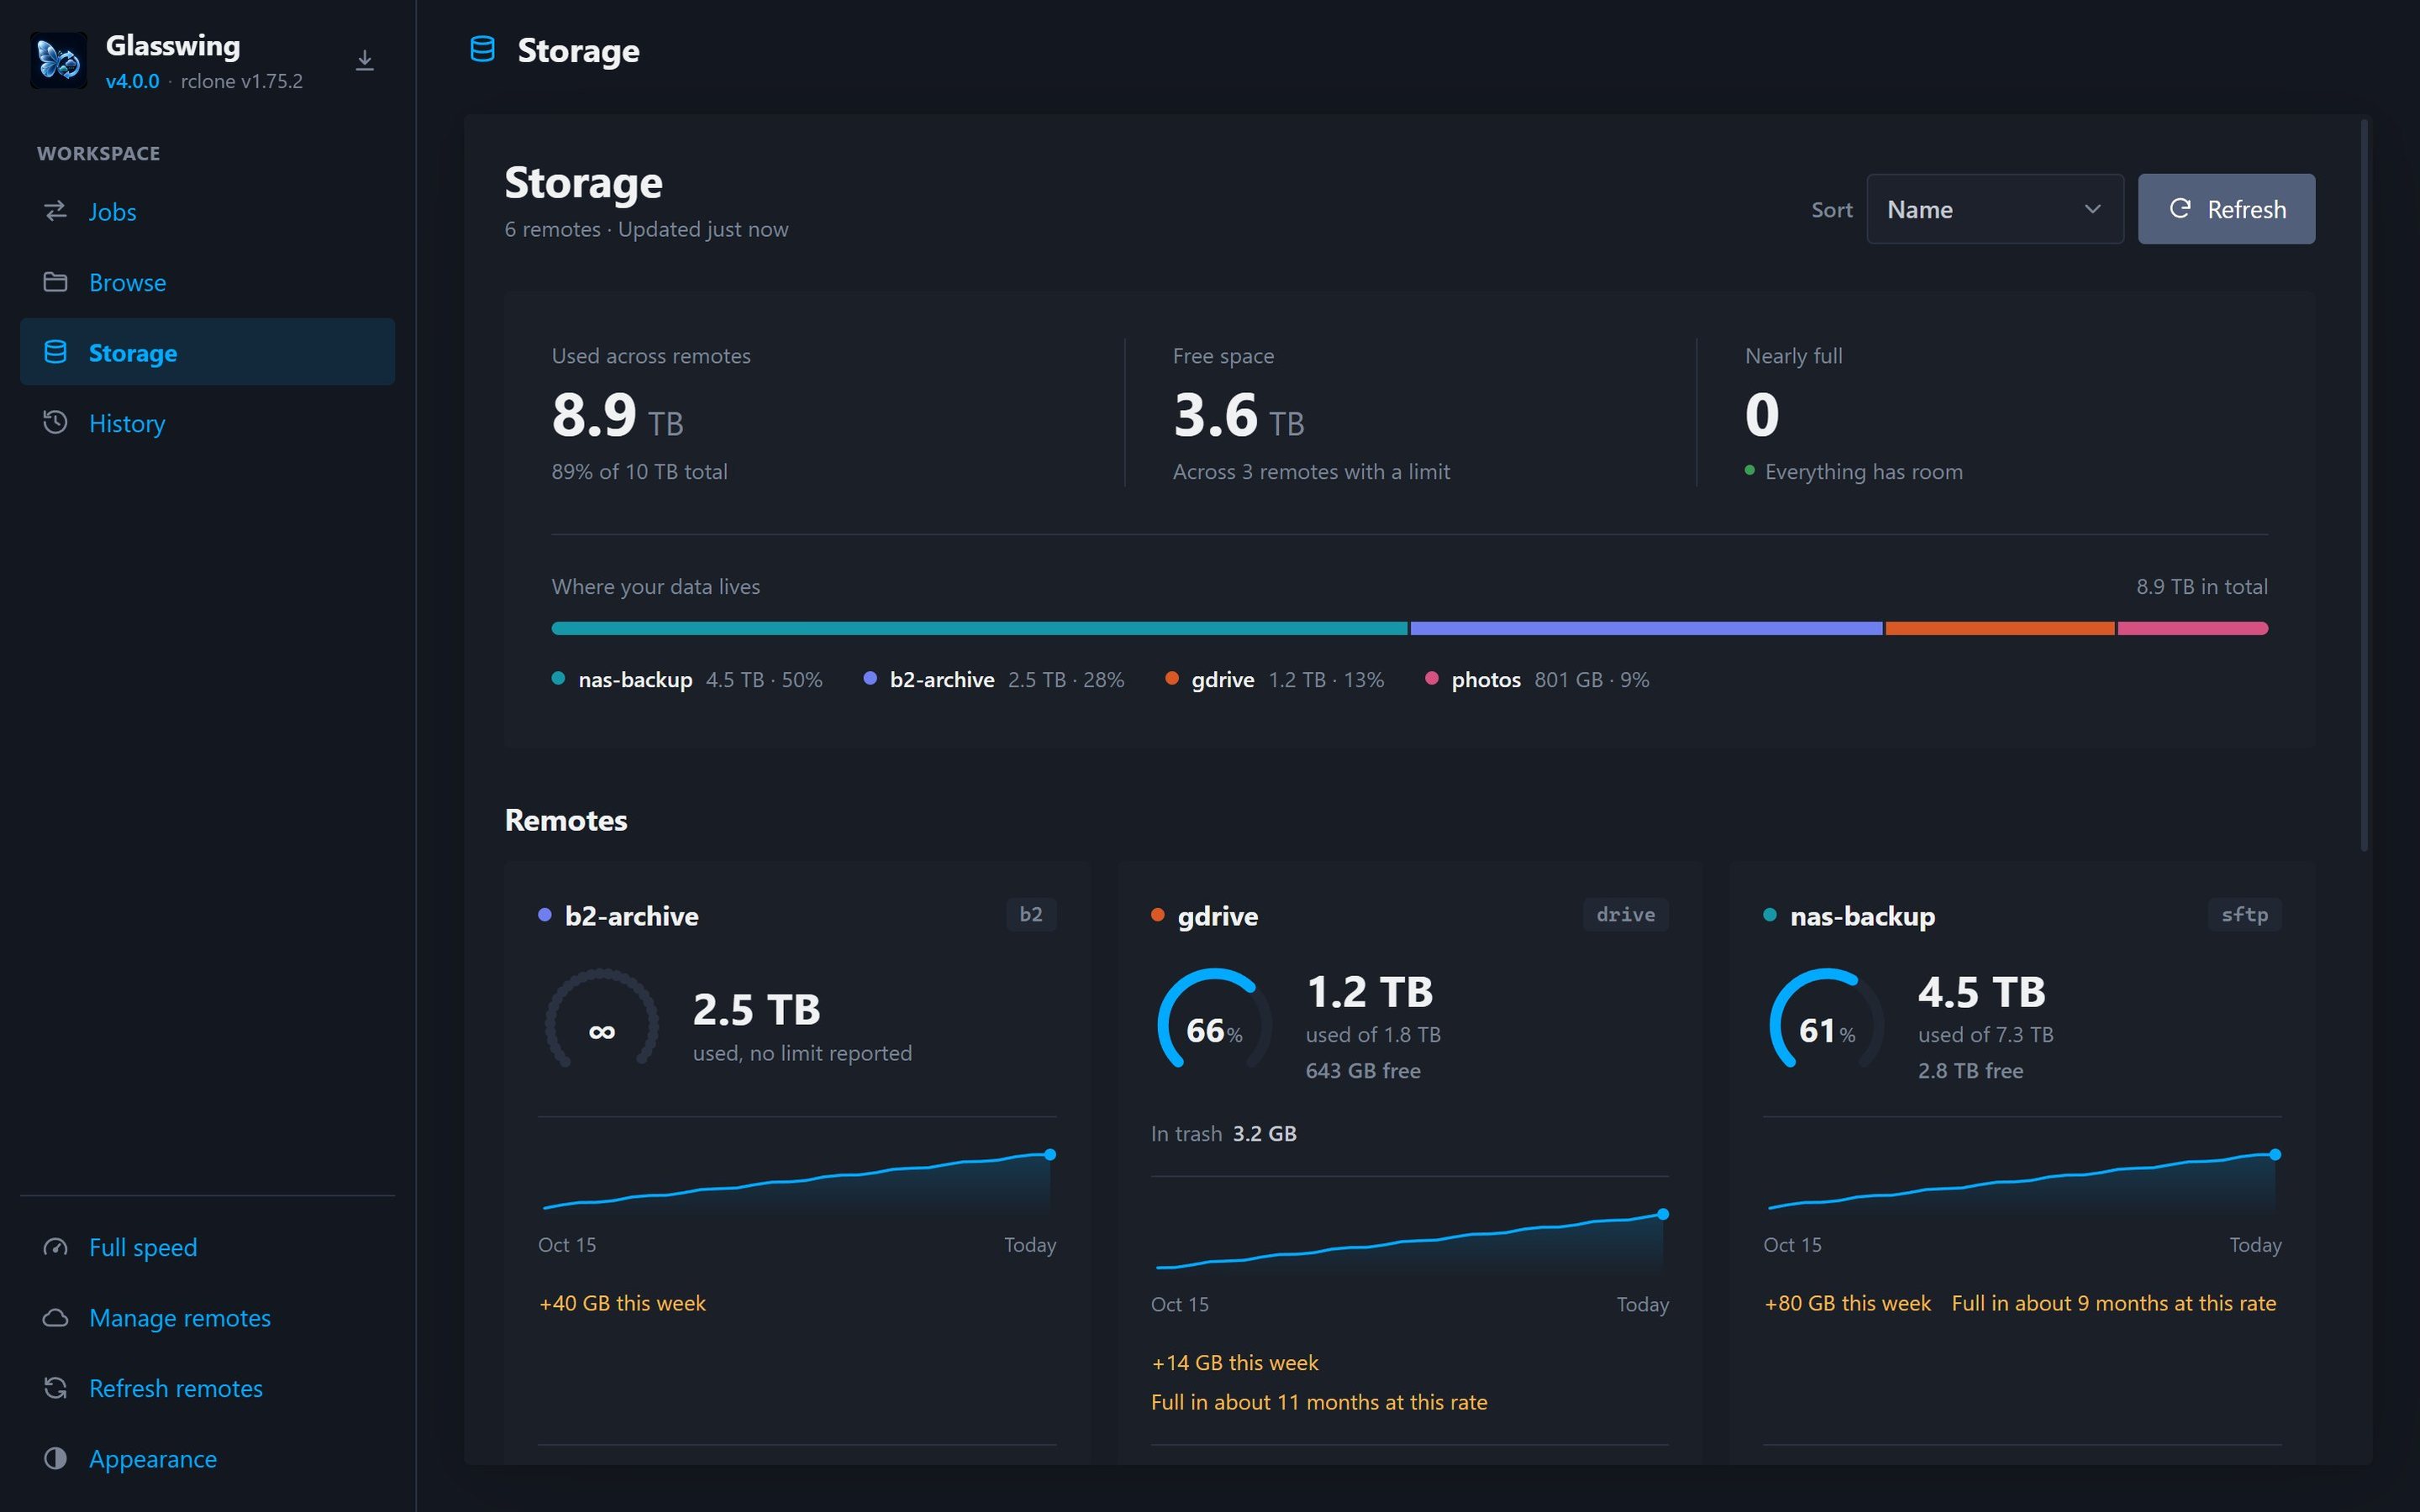 Glasswing
v4.0.0 · rclone v1.75.2
WORKSPACE
Jobs
Browse
Storage
History
Full speed
Manage remotes
Refresh remotes
Appearance
Storage
Storage
6 remotes · Updated just now
Sort
Name
Refresh
Used across remotes
8.9 TB
89% of 10 TB total
Free space
3.6 TB
Across 3 remotes with a limit
Nearly full
0
Everything has room
Where your data lives
8.9 TB in total
nas-backup 4.5 TB · 50%
b2-archive 2.5 TB · 28%
gdrive 1.2 TB · 13%
photos 801 GB · 9%
Remotes
b2-archive
b2
∞
2.5 TB
used, no limit reported
Oct 15
Today
+40 GB this week
gdrive
drive
66%
1.2 TB
used of 1.8 TB
643 GB free
In trash 3.2 GB
Oct 15
Today
+14 GB this week
Full in about 11 months at this rate
nas-backup
sftp
61%
4.5 TB
used of 7.3 TB
2.8 TB free
Oct 15
Today
+80 GB this week
Full in about 9 months at this rate